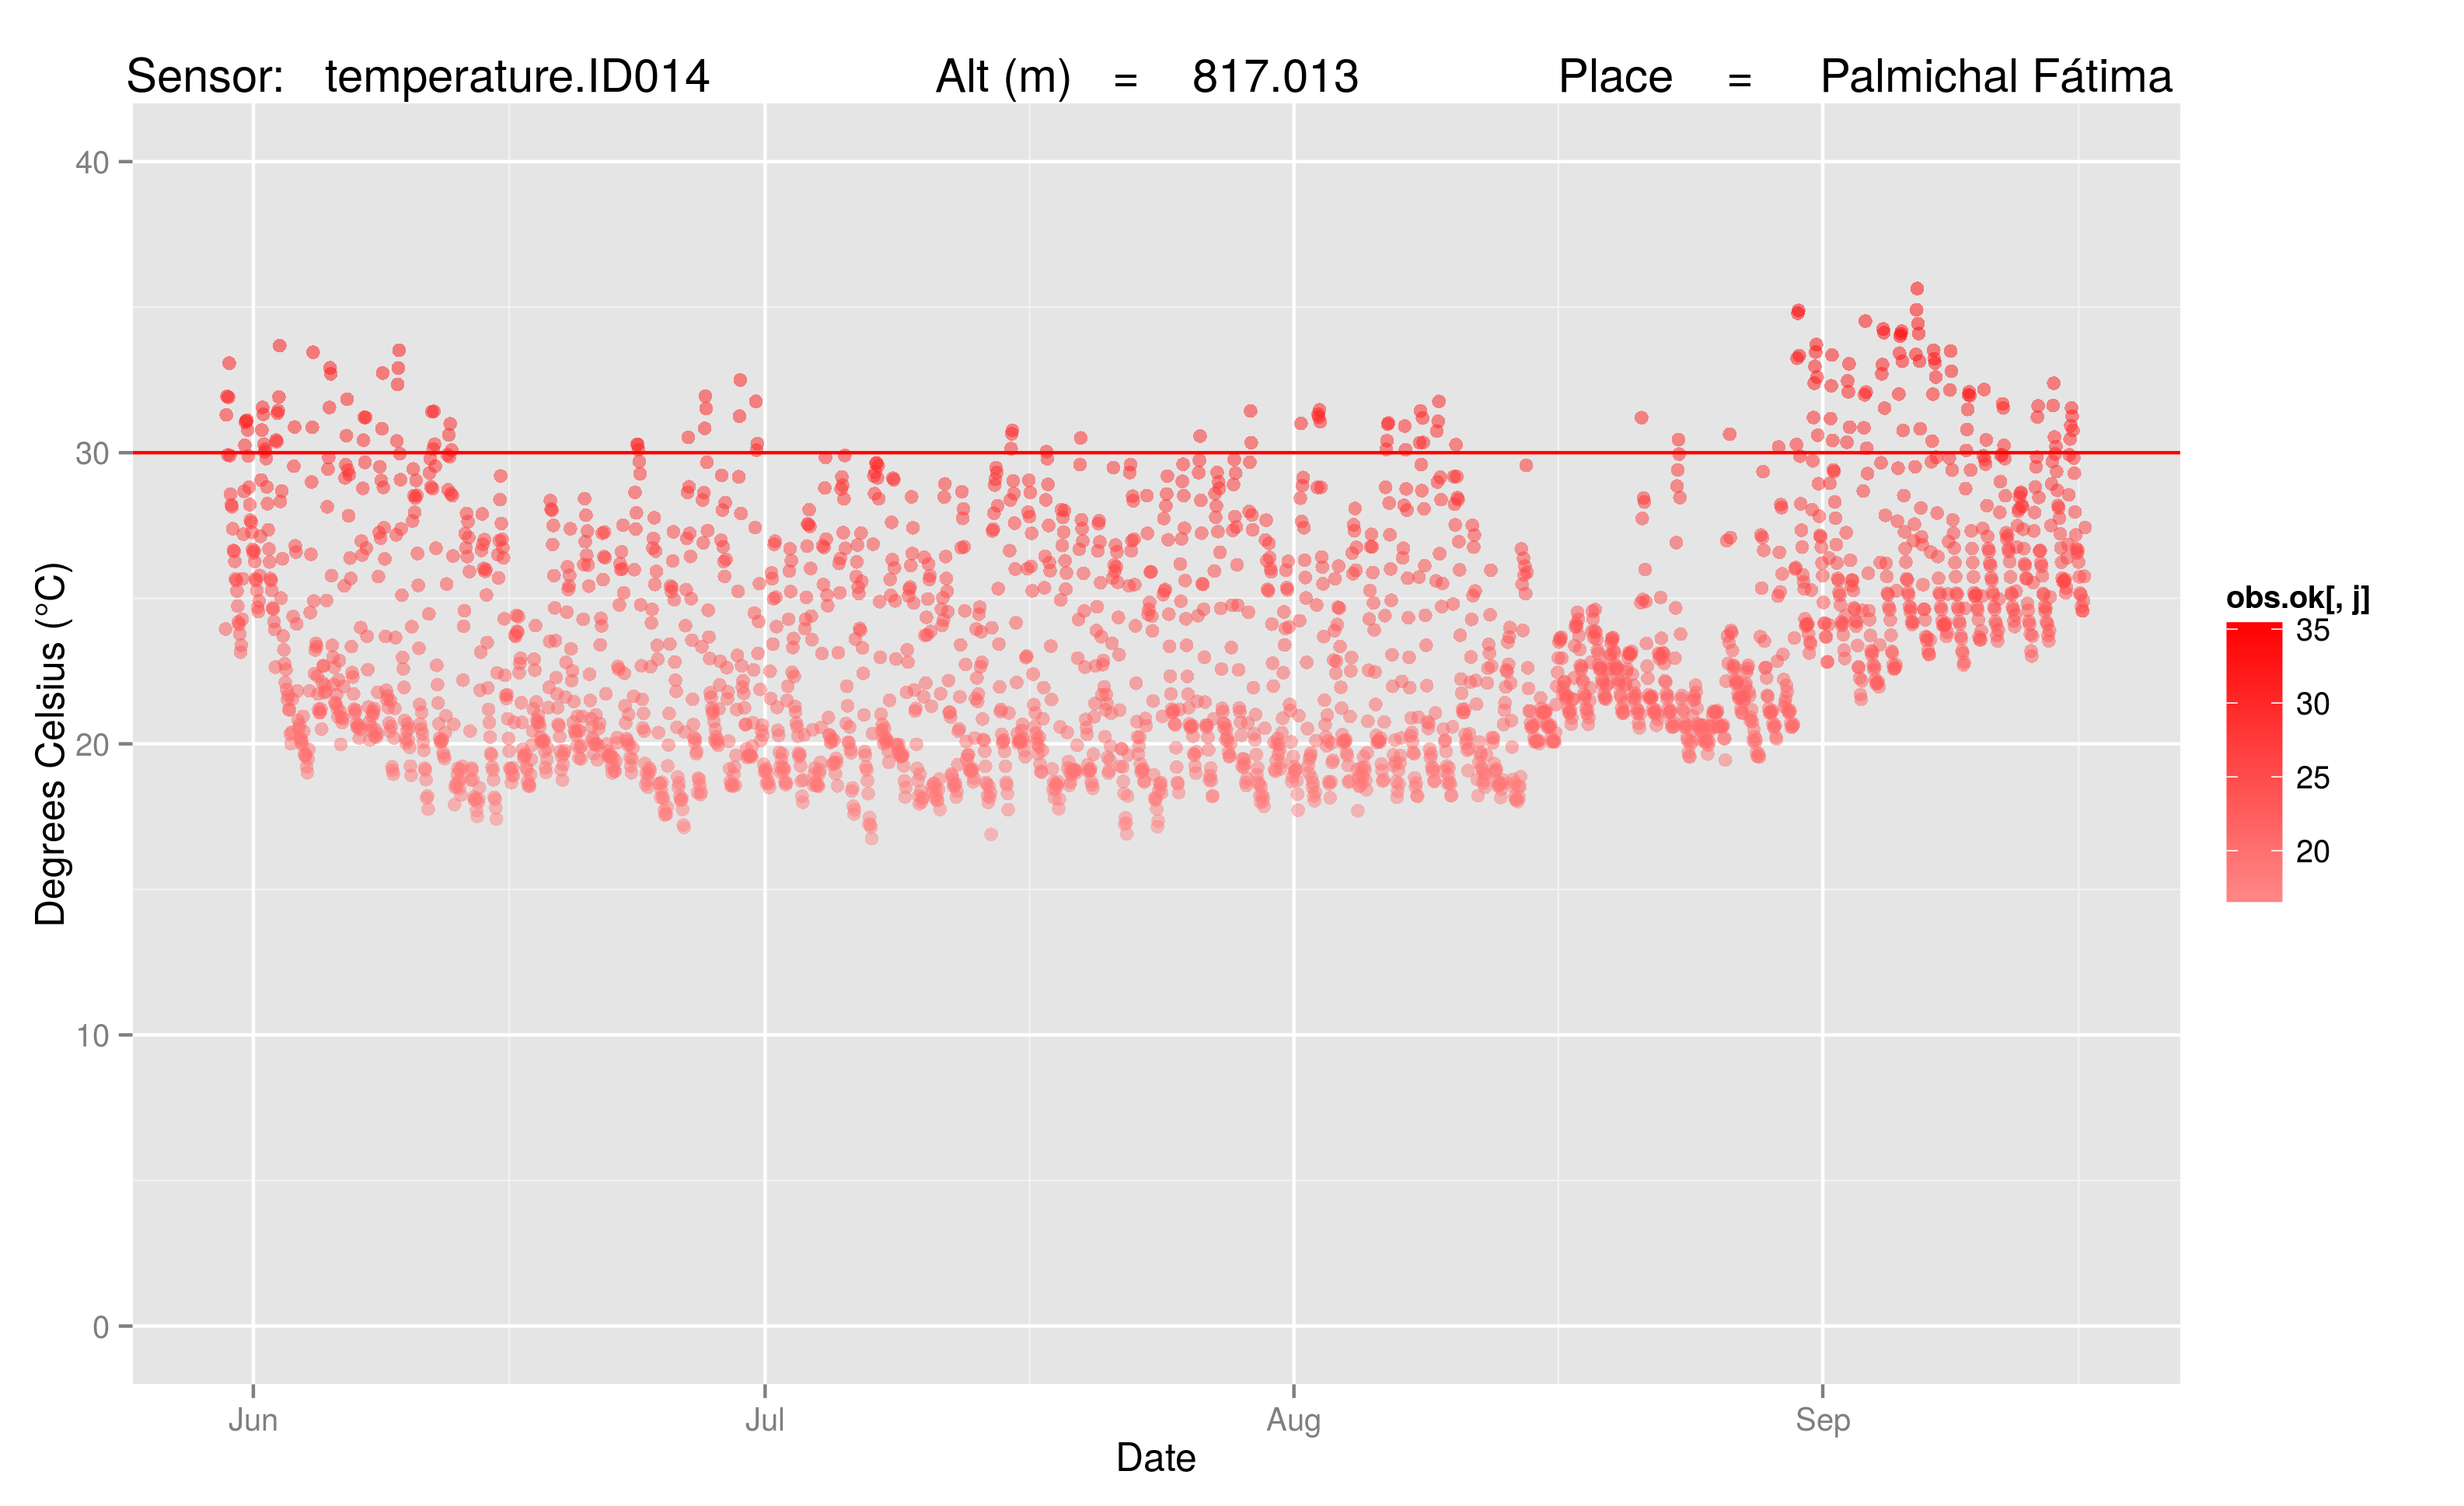 Sensor: temperature.ID014 Alt (m) = 817.013 Place = Palmichal Fátima
Degrees Celsius (°C)
40
30
20
10
0
Jun Jul Aug Sep
Date
obs.ok[, j]
35
30
25
20